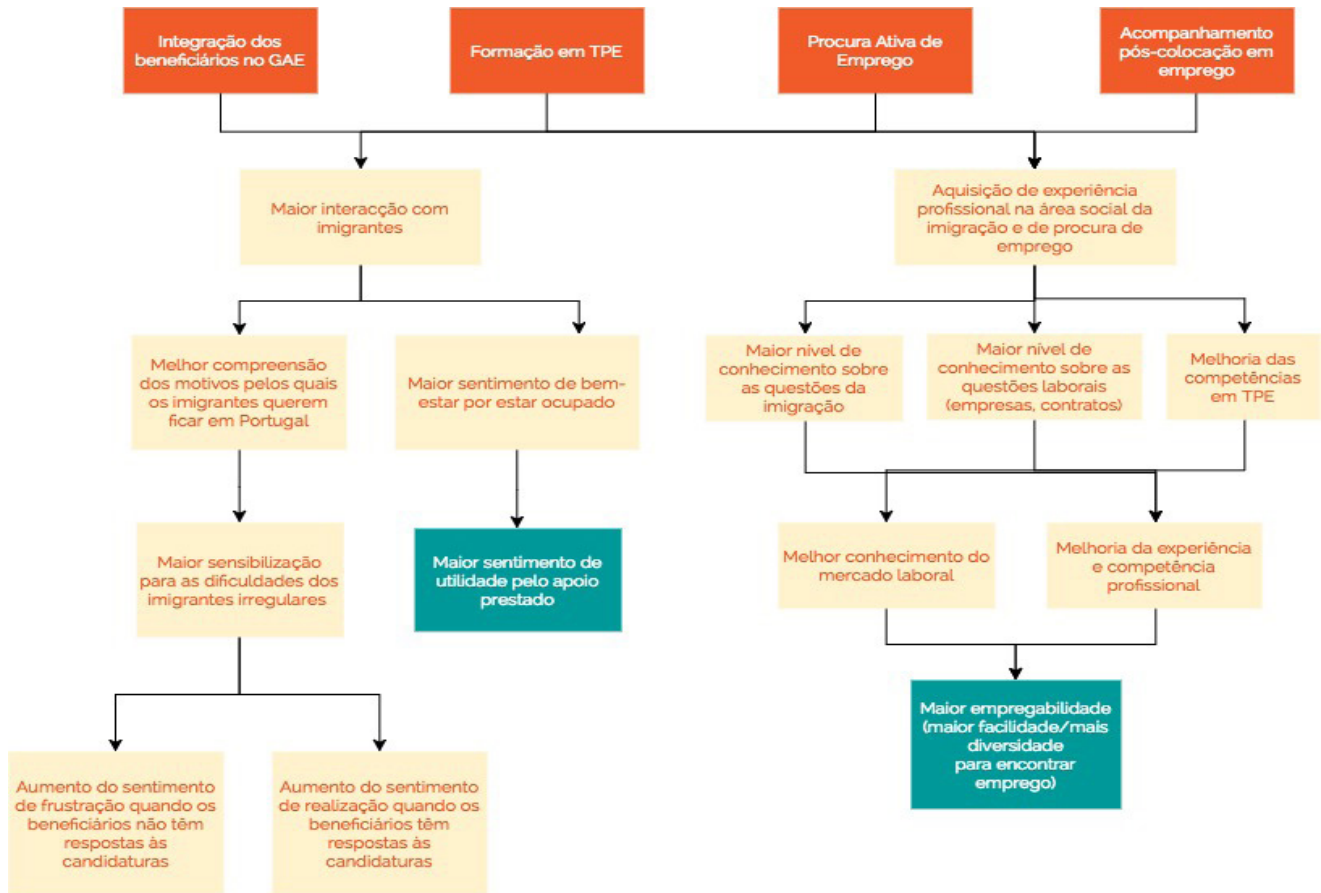 Integração dos
beneficiários no GAE
Formação em TPE
Procura Ativa de
Emprego
Acompanhamento
pós-colocação em
emprego
Maior interacção com
imigrantes
Aquisição de experiência
profissional na área social da
imigração e de procura de
emprego
Melhor compreensão
dos motivos pelos quais
os imigrantes querem
ficar em Portugal
Maior sentimento de bem-
estar por estar ocupado
Maior nível de
conhecimento sobre
as questões da
imigração
Maior nível de
conhecimento sobre as
questões laborais
(empresas, contratos)
Melhoria das
competências
em TPE
Maior sensibilização
para as dificuldades dos
imigrantes irregulares
Maior sentimento de
utilidade pelo apoio
prestado
Melhor conhecimento do
mercado laboral
Melhoria da experiência
e competência
profissional
Aumento do sentimento
de frustração quando os
beneficiários não têm
respostas às
candidaturas
Aumento do sentimento
de realização quando os
beneficiários têm
respostas às
candidaturas
Maior empregabilidade
(maior facilidade/mais
diversidade
para encontrar
emprego)